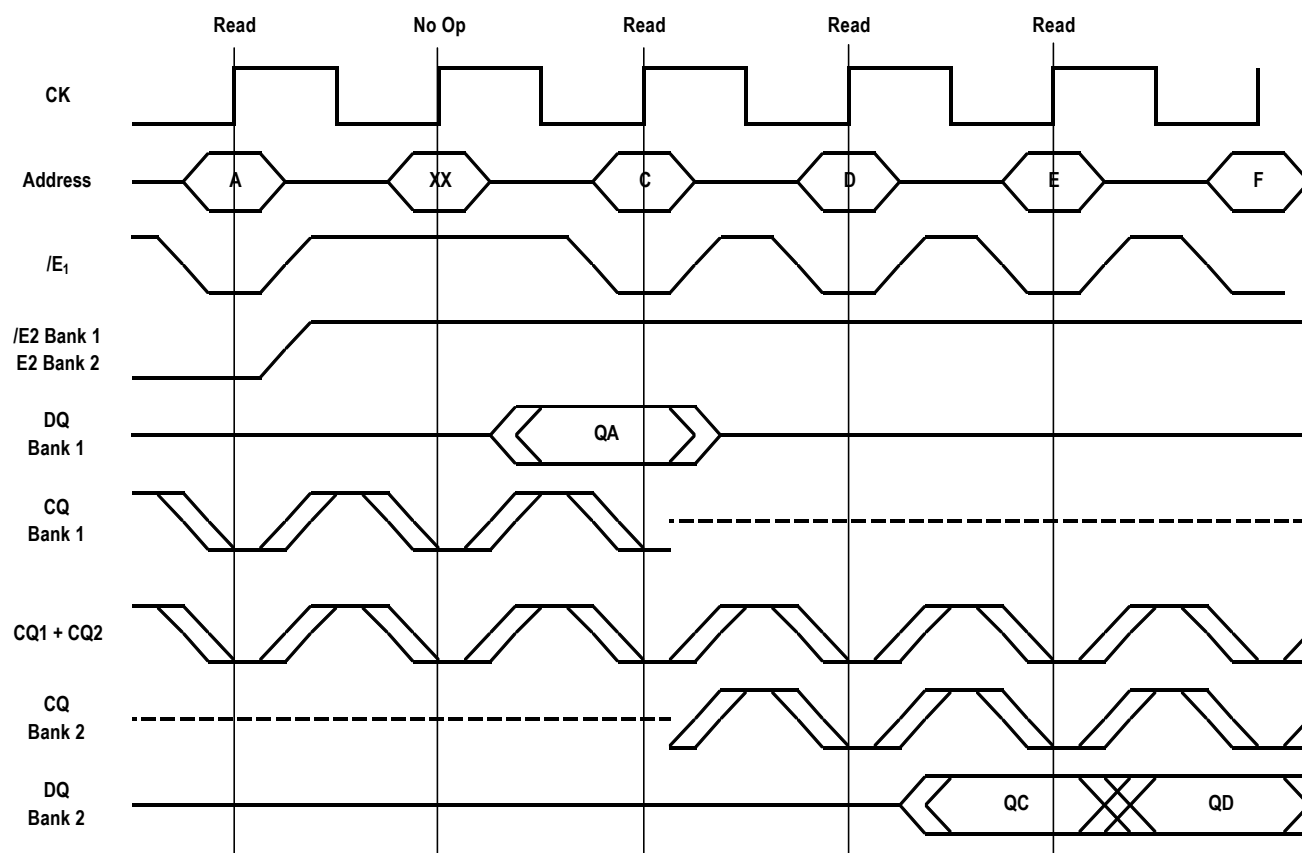 Read No Op Read Read Read
CK
Address A XX C D E F
/E1
/E2 Bank 1
E2 Bank 2
DQ
Bank 1
QA
CQ
Bank 1
CQ1 + CQ2
CQ
Bank 2
DQ
Bank 2
QC QD